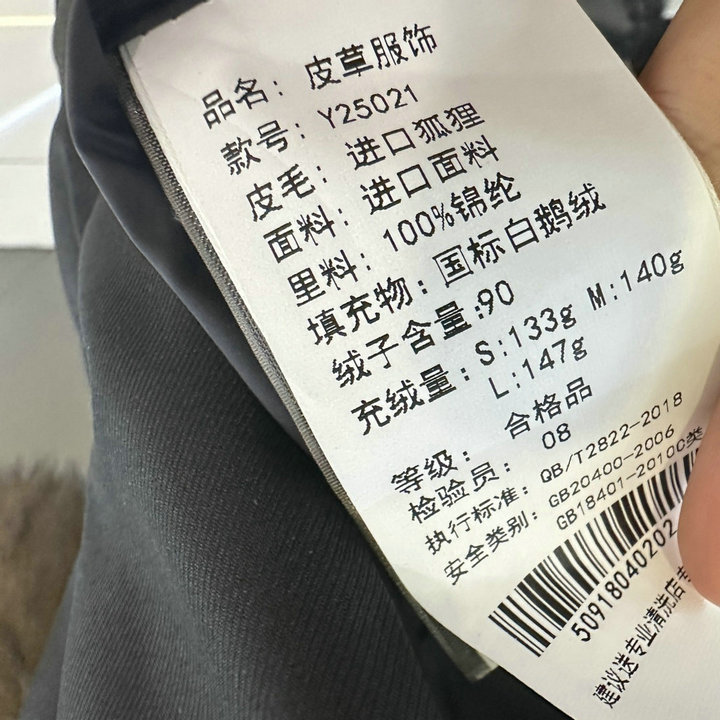 品名： 皮草服饰
款号： Y25021
皮毛： 进口狐狸
面料： 进口面料
里料： 100%锦纶
填充物： 国标白鹅绒
绒子含量:90
充绒量： S:133g M:140g
L:147g
等级： 合格品
检验员： 08
执行标准： QB/T2822-2018
GB20400-2006
安全类别： GB18401-2010C类
50918040202
建议送专业清洗店